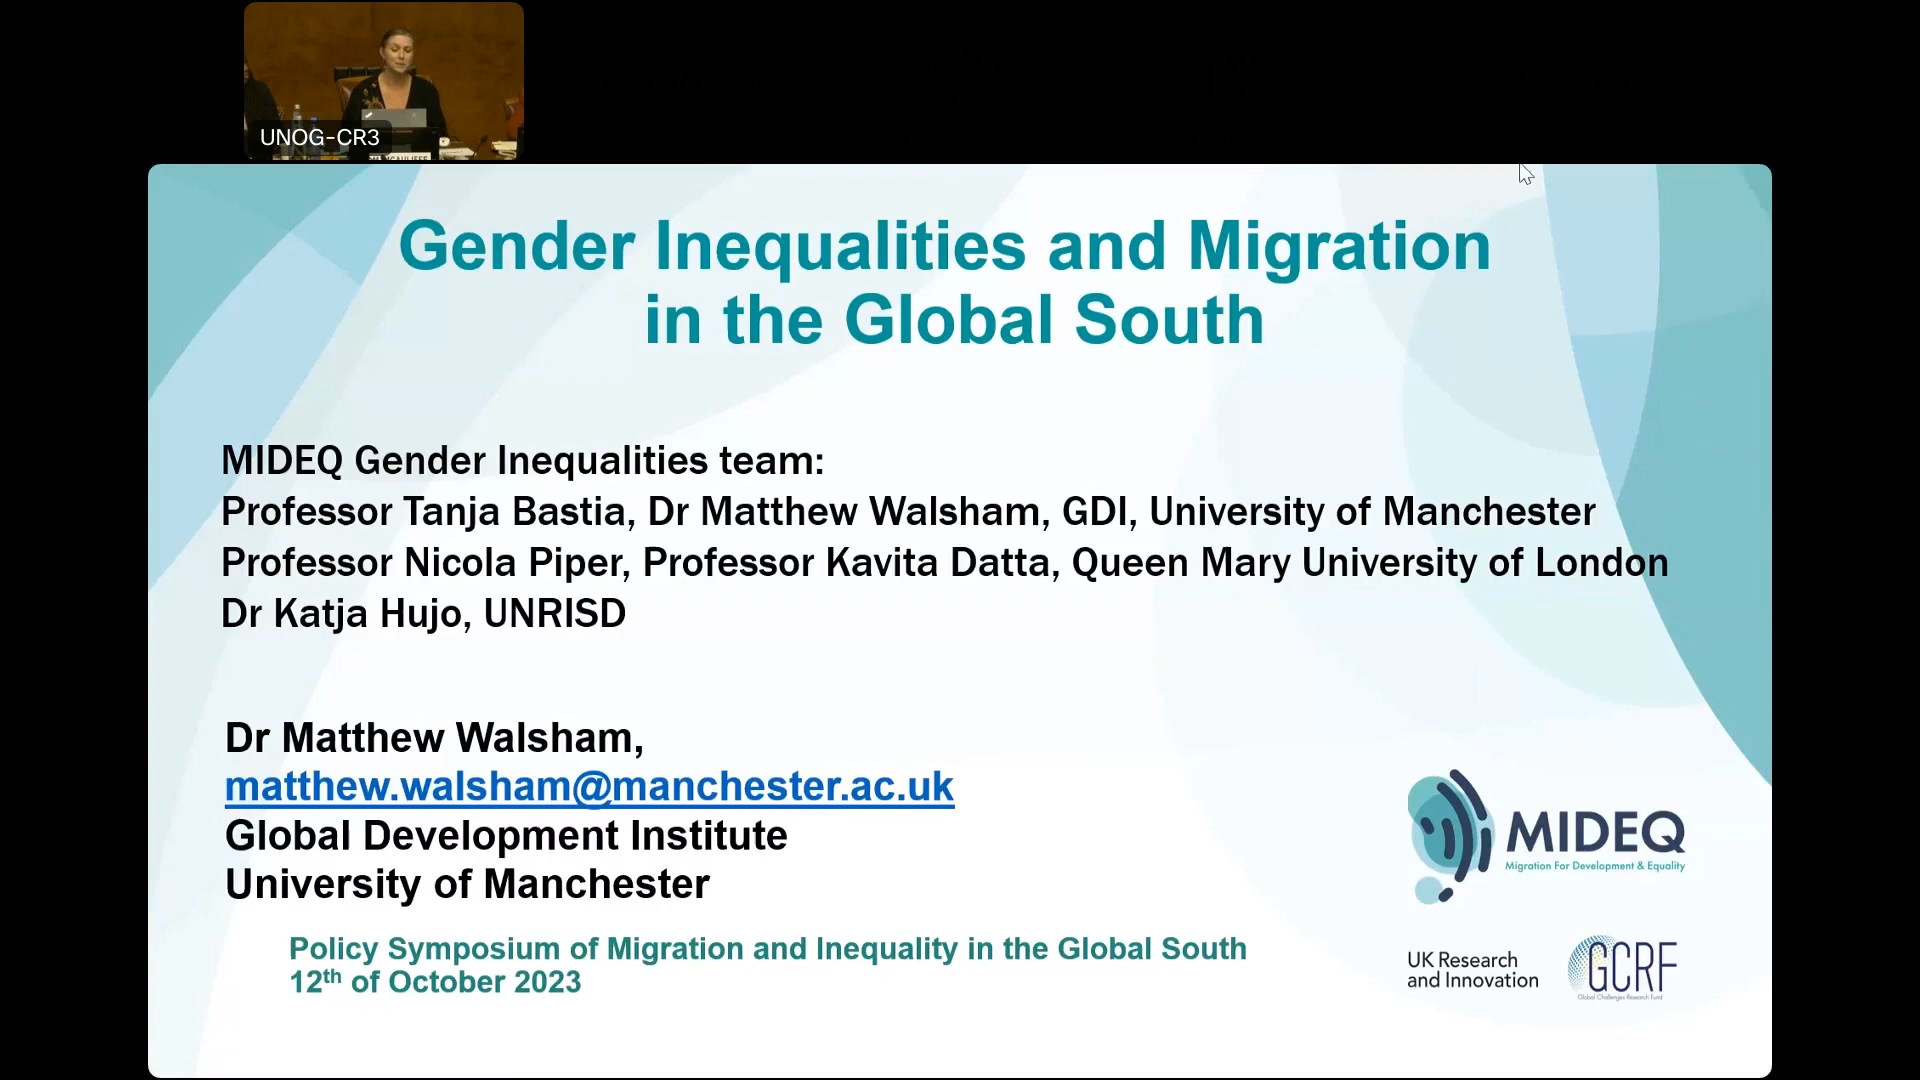 UNOG-CR3
Gender Inequalities and Migration
in the Global South
MIDEQ Gender Inequalities team:
Professor Tanja Bastia, Dr Matthew Walsham, GDI, University of Manchester
Professor Nicola Piper, Professor Kavita Datta, Queen Mary University of London
Dr Katja Hujo, UNRISD
Dr Matthew Walsham,
matthew.walsham@manchester.ac.uk
Global Development Institute
University of Manchester
MIDEQ
Migration For Development & Equality
Policy Symposium of Migration and Inequality in the Global South
12th of October 2023
UK Research
and Innovation
GCRF
Global Challenges Research Fund